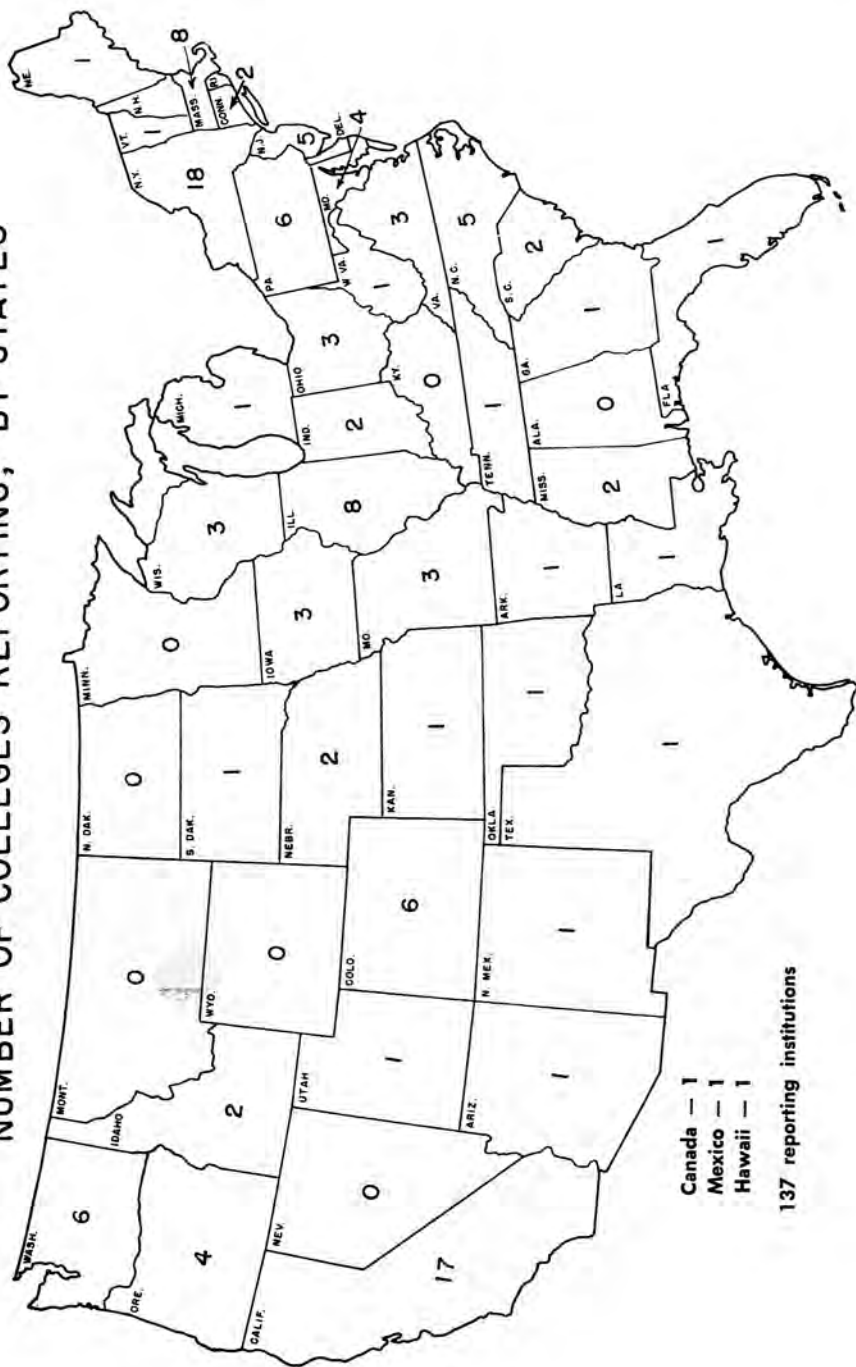 NUMBER OF COLLEGES REPORTING, BY STATES
WASH.
6
ORE.
4
CALIF.
17
NEV.
0
IDAHO
2
MONT.
0
WYO.
0
UTAH
1
COLO.
6
ARIZ.
1
N. MEX.
1
N. DAK.
0
S. DAK.
1
NEBR.
2
KAN.
1
OKLA.
1
TEX.
1
MINN.
0
IOWA
3
MO.
3
ARK.
1
LA.
1
WIS.
3
ILL.
8
MICH.
1
IND.
2
OHIO
3
KY.
0
TENN.
1
MISS.
2
ALA.
0
GA.
1
FLA
1
S.C.
2
N.C.
5
VA.
3
W VA.
1
PA.
6
N.Y.
18
VT.
1
N.H.
ME.
1
MASS.
8
CONN.
2
RI
N.J.
5
DEL.
MD.
4
Canada — 1
Mexico — 1
Hawaii — 1
137 reporting institutions